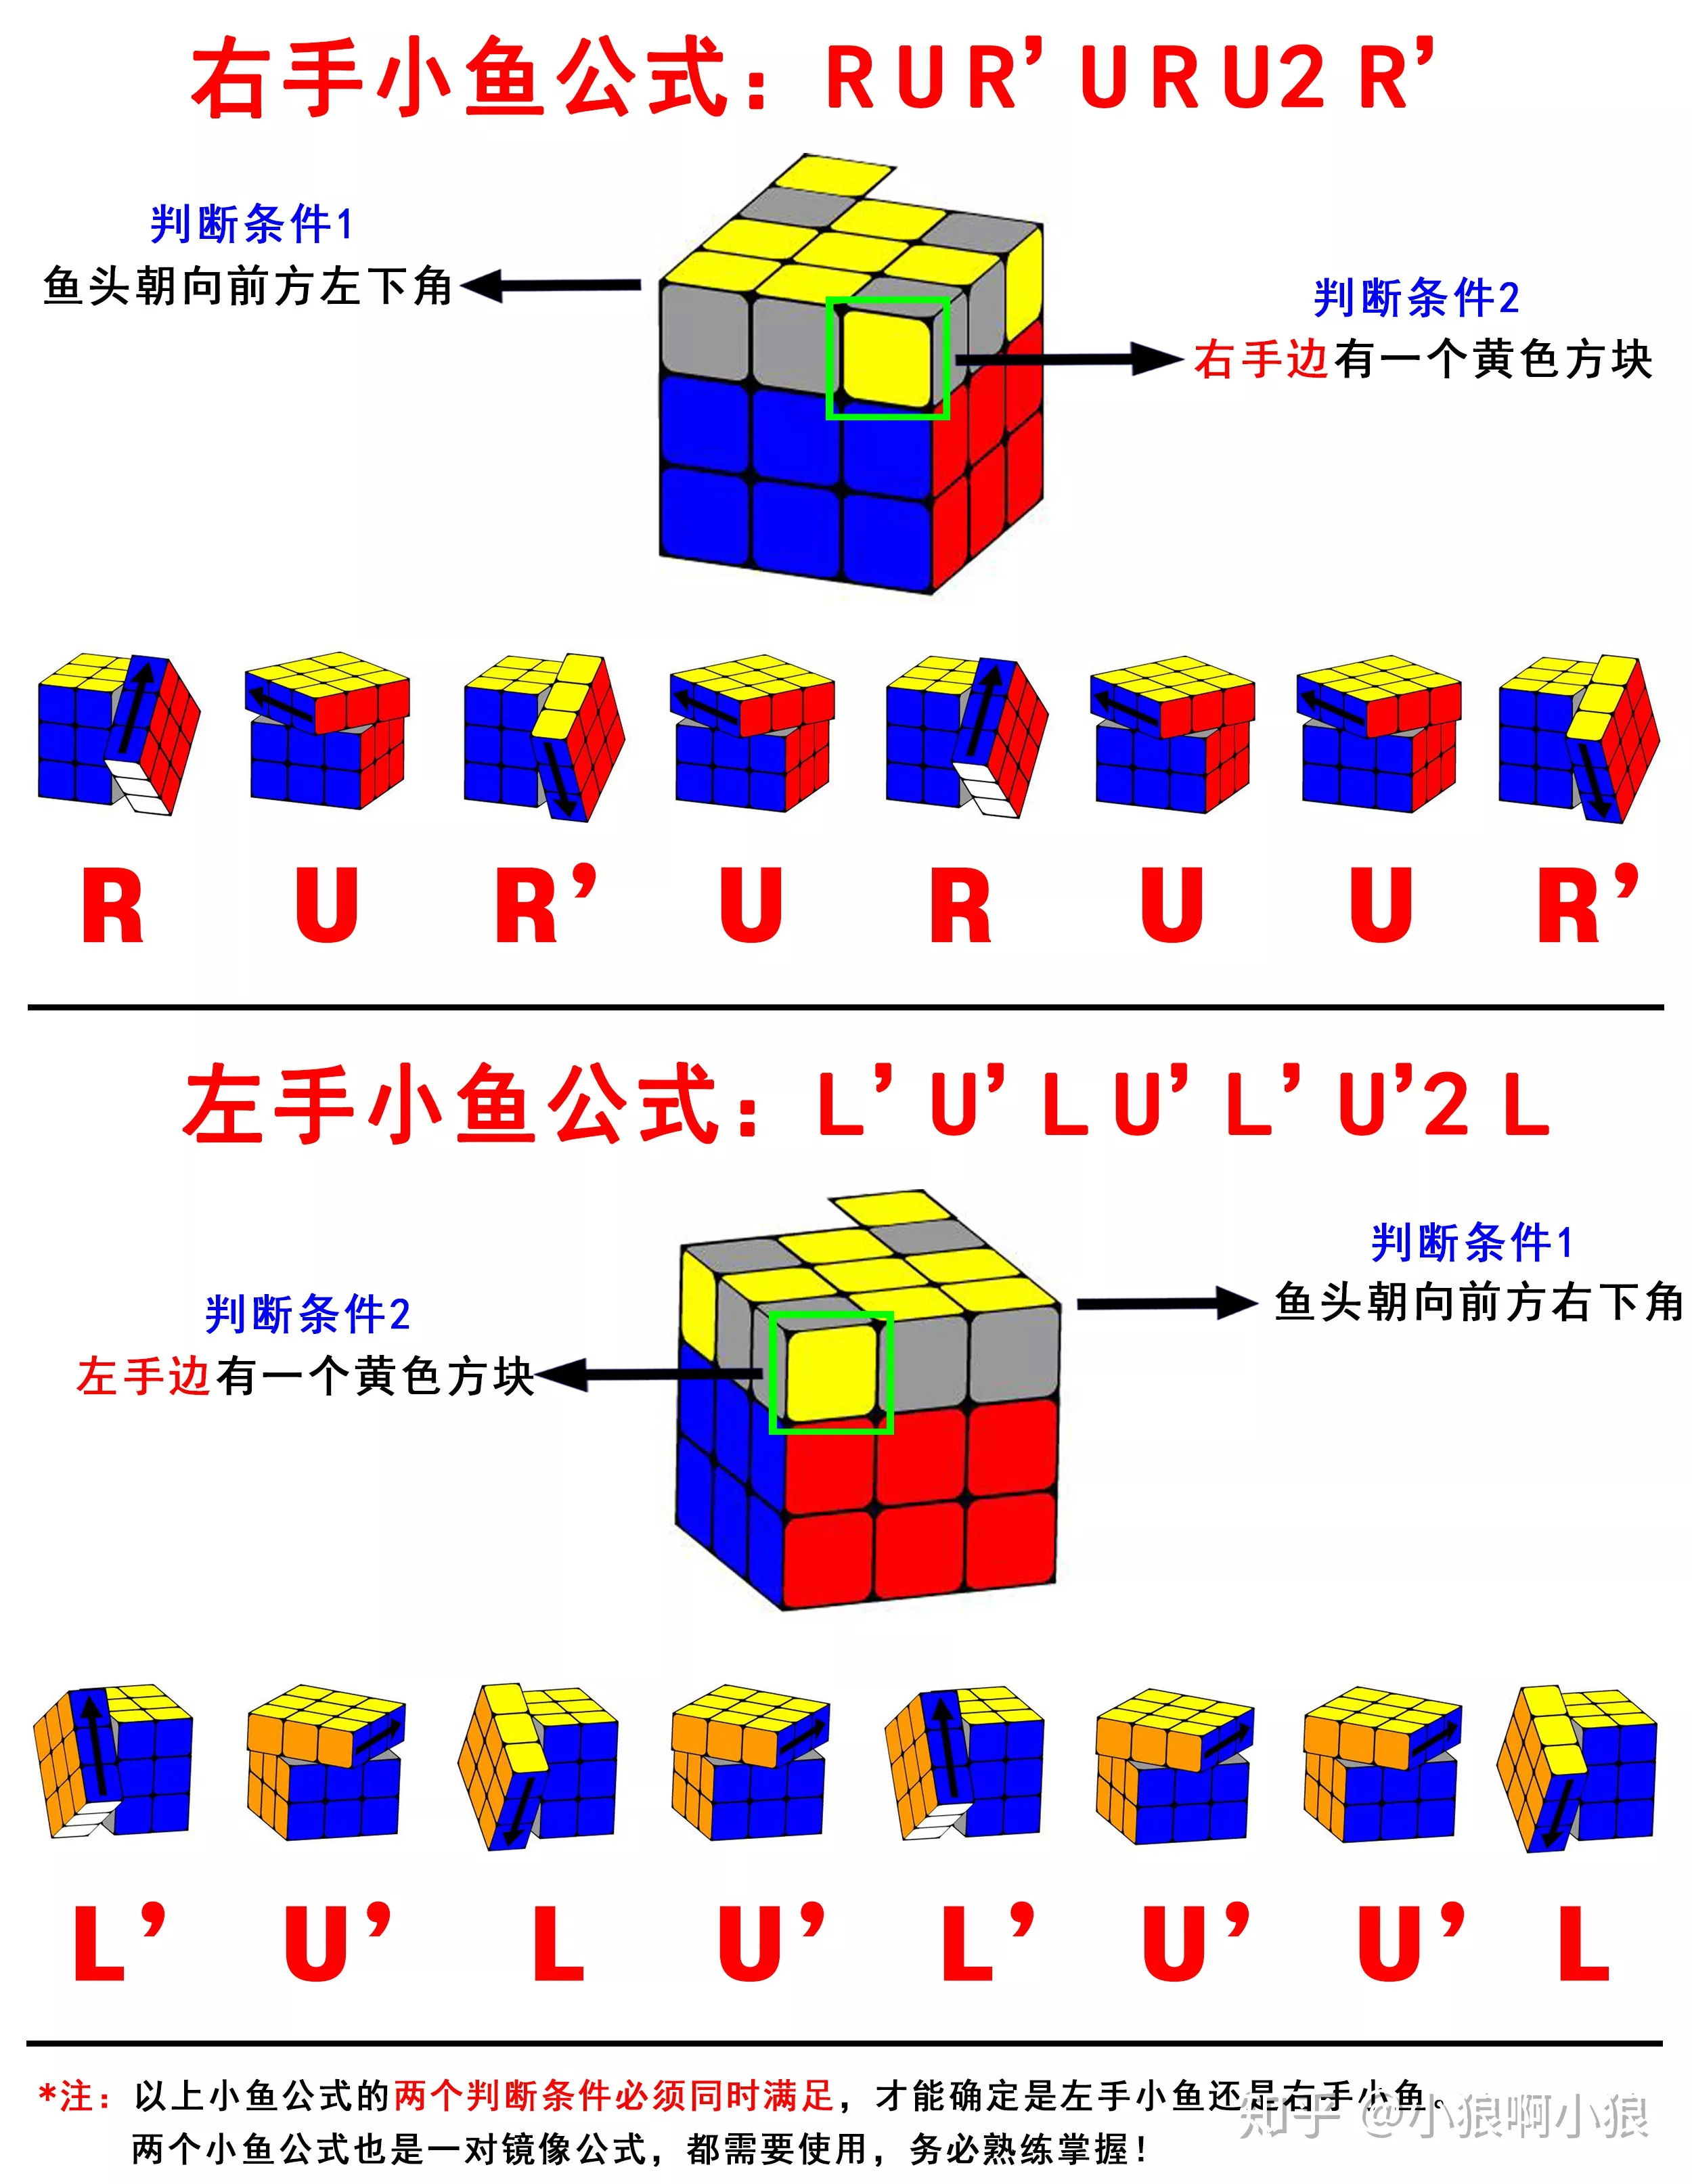 右手小鱼公式：R U R’ U R U2 R’
判断条件1
鱼头朝向前方左下角
判断条件2
右手边有一个黄色方块
R U R’ U R U U R’
左手小鱼公式：L’ U’ L U’ L’ U’2 L
判断条件1
鱼头朝向前方右下角
判断条件2
左手边有一个黄色方块
L’ U’ L U’ L’ U’ U’ L
*注：以上小鱼公式的两个判断条件必须同时满足，才能确定是左手小鱼还是右手小鱼。
两个小鱼公式也是一对镜像公式，都需要使用，务必熟练掌握！
知乎 @小狼啊小狼